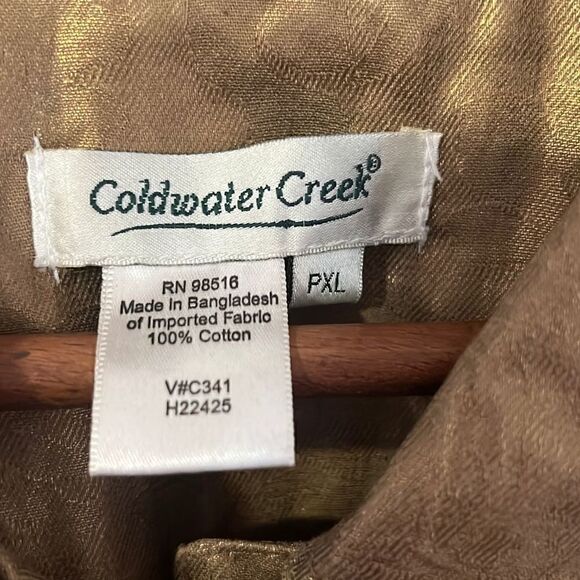 Coldwater Creek®
PXL
RN 98516
Made In Bangladesh
of Imported Fabric
100% Cotton
V#C341
H22425